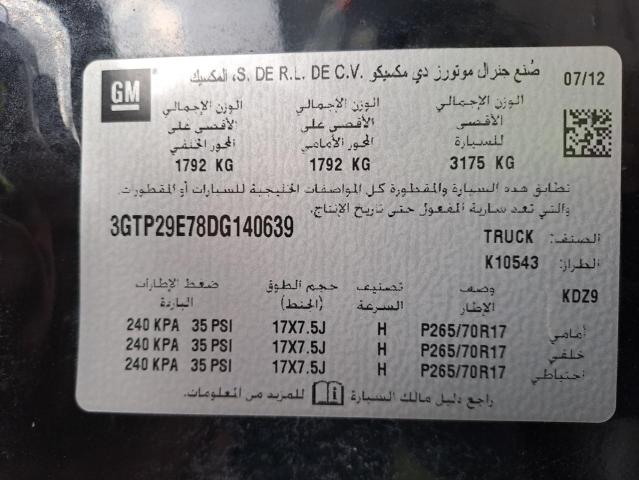 GM
صُنع جنرال موتورز دي مكسيكو S. DE R.L. DE C.V.، المكسيك
07/12
الوزن الإجمالي الأقصى للسيارة
3175 KG
الوزن الإجمالي الأقصى على المحور الأمامي
1792 KG
الوزن الإجمالي الأقصى على المحور الخلفي
1792 KG
تطابق هذه السيارة والمقطورة كل المواصفات الخليجية للسيارات أو المقطورات،
والتي تعد سارية المفعول حتى تاريخ الإنتاج.
3GTP29E78DG140639
الصنف: TRUCK
الطراز: K10543
KDZ9 وصف الإطار تصنيف السرعة حجم الطوق (الجنط) ضغط الإطارات الباردة
أمامي P265/70R17 H 17X7.5J 240 KPA 35 PSI
خلفي P265/70R17 H 17X7.5J 240 KPA 35 PSI
احتياطي P265/70R17 H 17X7.5J 240 KPA 35 PSI
راجع دليل مالك السيارة للمزيد من المعلومات.